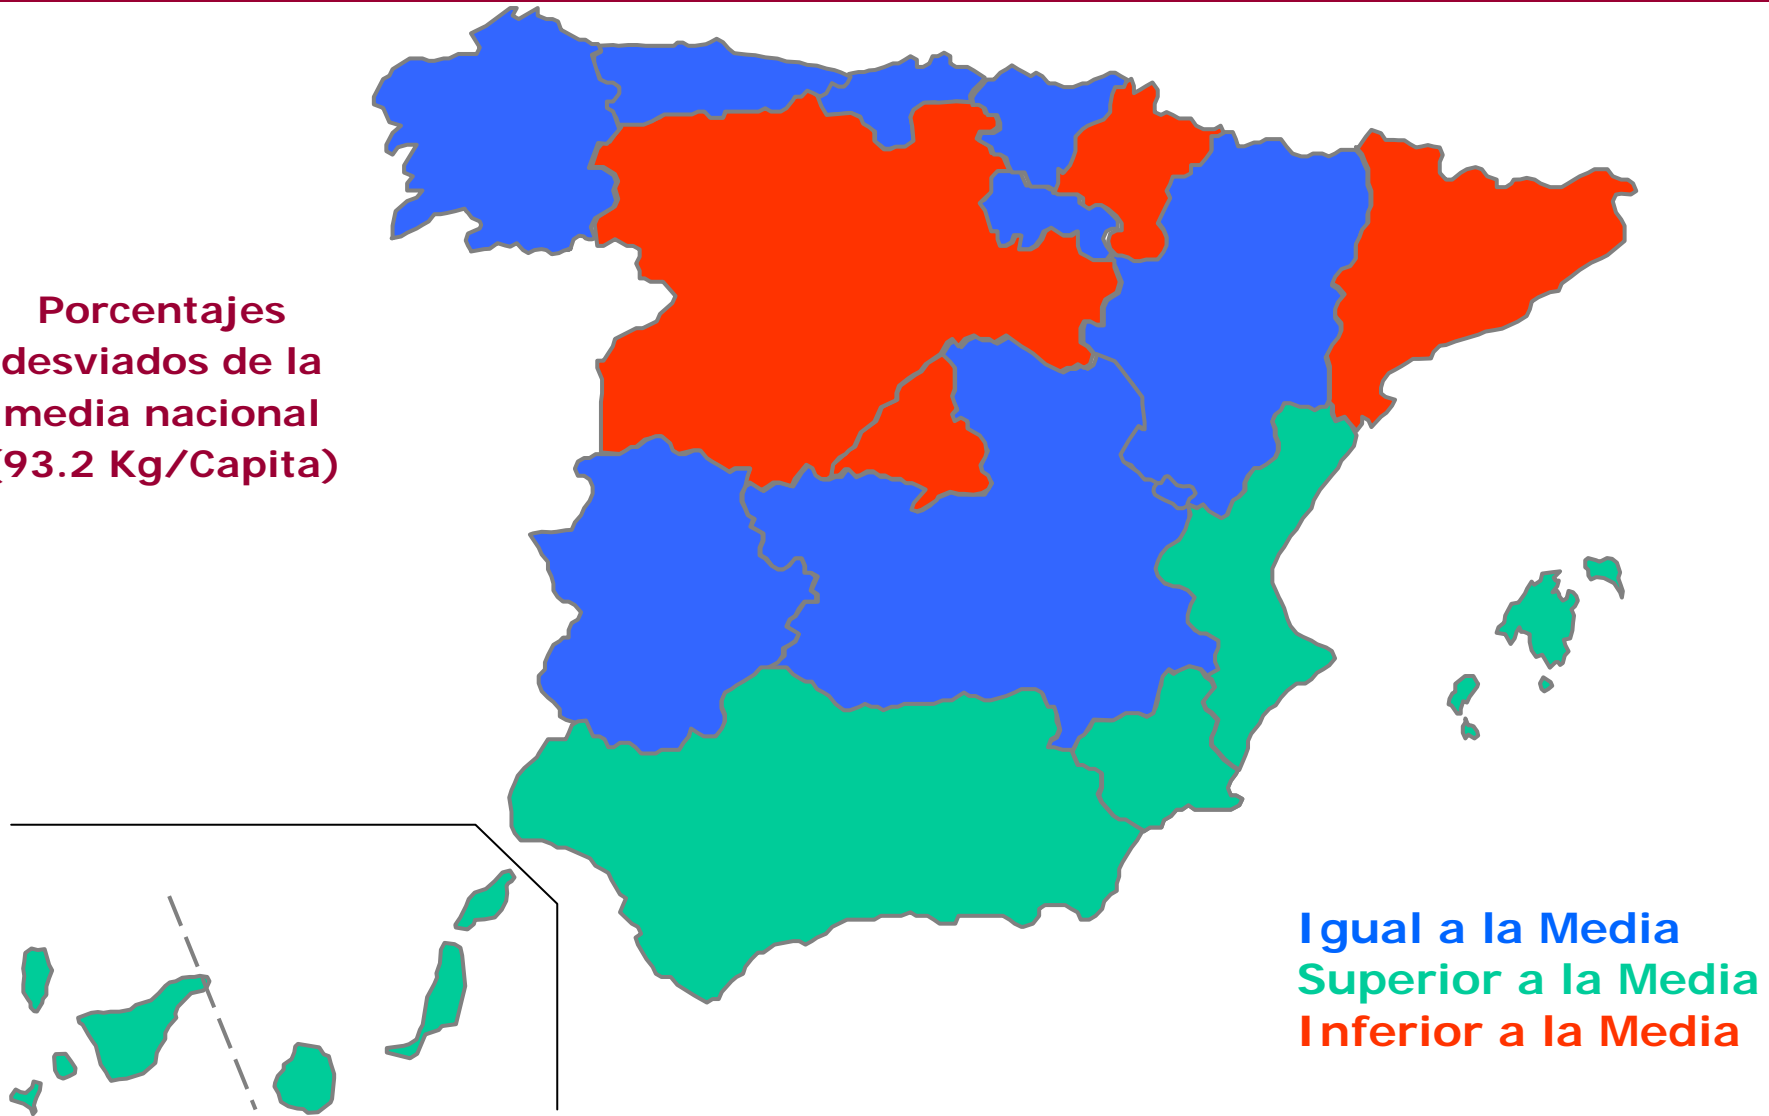 Porcentajes
desviados de la
media nacional
(93.2 Kg/Capita)
Igual a la Media
Superior a la Media
Inferior a la Media